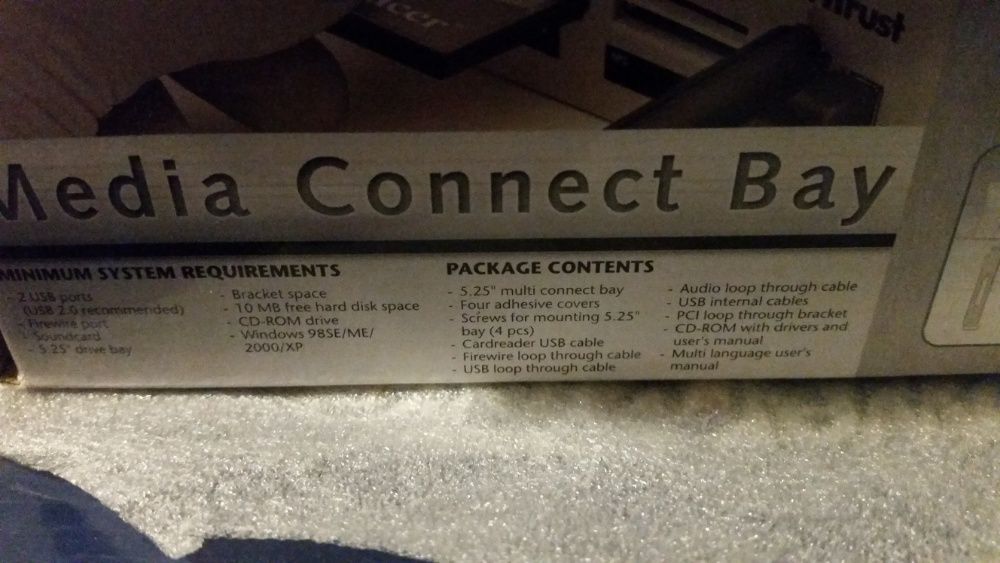 Trust
Media Connect Bay
MINIMUM SYSTEM REQUIREMENTS
- 2 USB ports
(USB 2.0 recommended)
- Firewire port
- Soundcard
- 5.25" drive bay
- Bracket space
- 10 MB free hard disk space
- CD-ROM drive
- Windows 98SE/ME/
2000/XP
PACKAGE CONTENTS
- 5.25" multi connect bay
- Four adhesive covers
- Screws for mounting 5.25"
bay (4 pcs)
- Cardreader USB cable
- Firewire loop through cable
- USB loop through cable
- Audio loop through cable
- USB internal cables
- PCI loop through bracket
- CD-ROM with drivers and
user's manual
- Multi language user's
manual